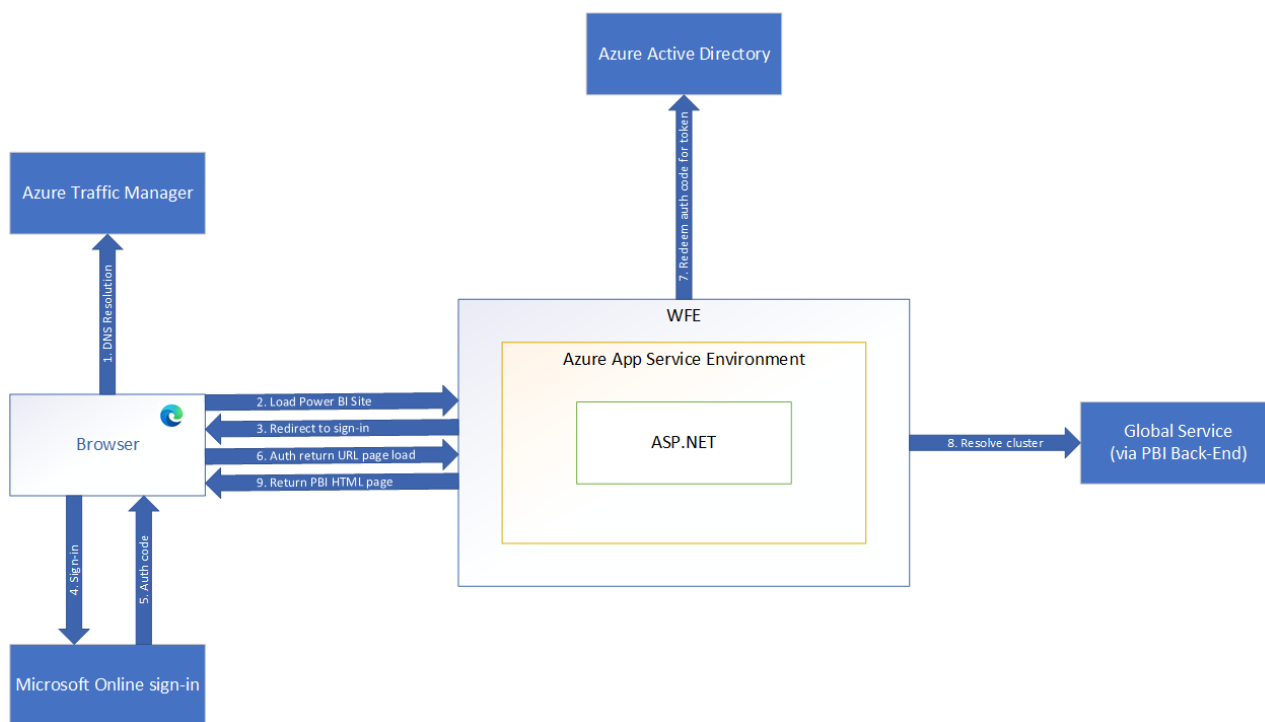 Azure Active Directory
7. Redeem auth code for token
Azure Traffic Manager
1. DNS Resolution
WFE
Azure App Service Environment
ASP.NET
Browser
2. Load Power BI Site
3. Redirect to sign-in
6. Auth return URL page load
9. Return PBI HTML page
8. Resolve cluster
Global Service
(via PBI Back-End)
4. Sign-in
5. Auth code
Microsoft Online sign-in